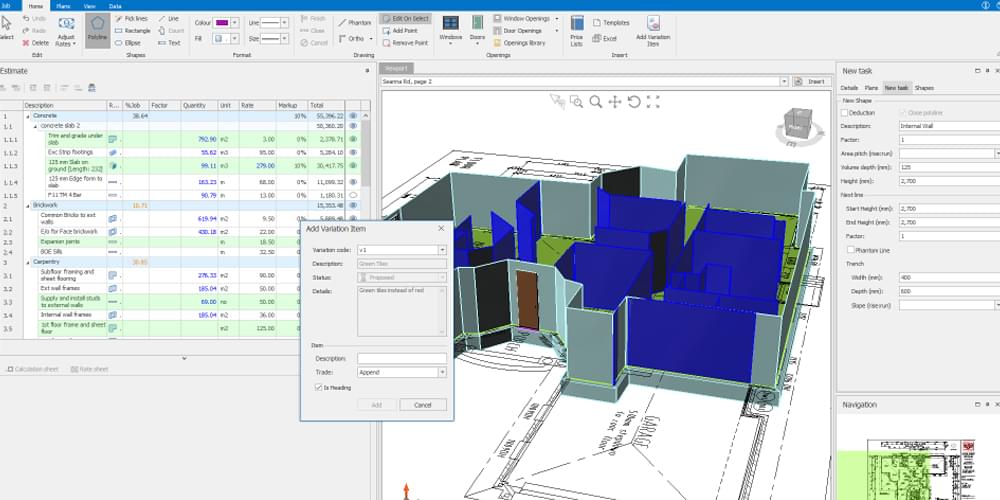 Job Home Plans View Data
Select
Undo
Redo
Delete
Edit
Adjust Rates
Polyline
Pick lines
Rectangle
Ellipse
Line
Count
Text
Shapes
Colour
Fill
Line
Size
Format
Finish
Close
Cancel
Phantom
Ortho
Drawing
Edit On Select
Add Point
Remove Point
Windows
Doors
Window Openings
Door Openings
Openings library
Openings
Price Lists
Templates
Excel
Add Variation Item
Insert
Estimate
Description R... %Job Factor Quantity Unit Rate Markup Total
1 Concrete 38.64 10% 55,396.22
1.1 concrete slab 2 50,360.20
1.1.1 Trim and grade under slab 792.90 m2 3.00 0% 2,378.71
1.1.2 Exc Strip footings 55.62 m3 95.00 0% 5,284.10
1.1.3 125 mm Slab on ground [Length: 232] 99.11 m3 279.00 10% 30,417.75
1.1.4 125 mm Edge form to slab 163.23 m 68.00 0% 11,099.32
1.1.5 F11TM 4 Bar 90.79 m 13.00 0% 1,180.31
2 Brickwork 10.71 0% 15,353.48
2.1 Common Bricks to ext walls 619.94 m2 9.50 0% 5,889.48
2.2 E/o for Face brickwork 430.18 m2 22.00
2.3 Expansion joints m 18.50
2.4 BOE Sills m 32.50
3 Carpentry 30.85
3.1 Subfloor framing and sheet flooring 276.33 m2 90.00
3.2 Ext wall frames 185.04 m2 50.00
3.3 Supply and install studs to external walls 69.00 no 50.00
3.4 Internal wall frames 185.04 m2 36.00
3.5 1st floor frame and sheet floor m2 125.00
Calculation sheet Rate sheet
Viewport
Seanna Rd, page 2
Insert
Add Variation Item
Variation code: v1
Description: Green Tiles
Status: Proposed
Details: Green tiles instead of red
Item
Description:
Trade: Append
Is Heading
Add Cancel
GARAGE
New task
Details Plans New task Shapes
New Shape
Deduction Close polyline
Description: Internal Wall
Factor: 1
Area pitch (rise:run)
Volume depth (mm): 125
Height (mm): 2,700
Next line
Start Height (mm): 2,700
End Height (mm): 2,700
Factor: 1
Phantom Line
Trench
Width (mm): 400
Depth (mm): 600
Slope (rise:run)
Navigation